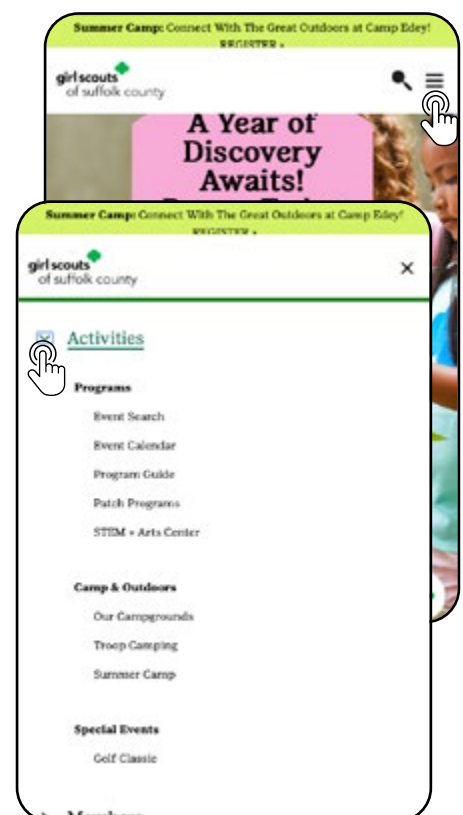 Summer Camp: Connect With The Great Outdoors at Camp Edey!
REGISTER »
girl scouts
of suffolk county
A Year of
Discovery
Awaits!
Summer Camp: Connect With The Great Outdoors at Camp Edey!
REGISTER »
girl scouts
of suffolk county
Activities
Programs
Event Search
Event Calendar
Program Guide
Patch Programs
STEM + Arts Center
Camp & Outdoors
Our Campgrounds
Troop Camping
Summer Camp
Special Events
Golf Classic
Members